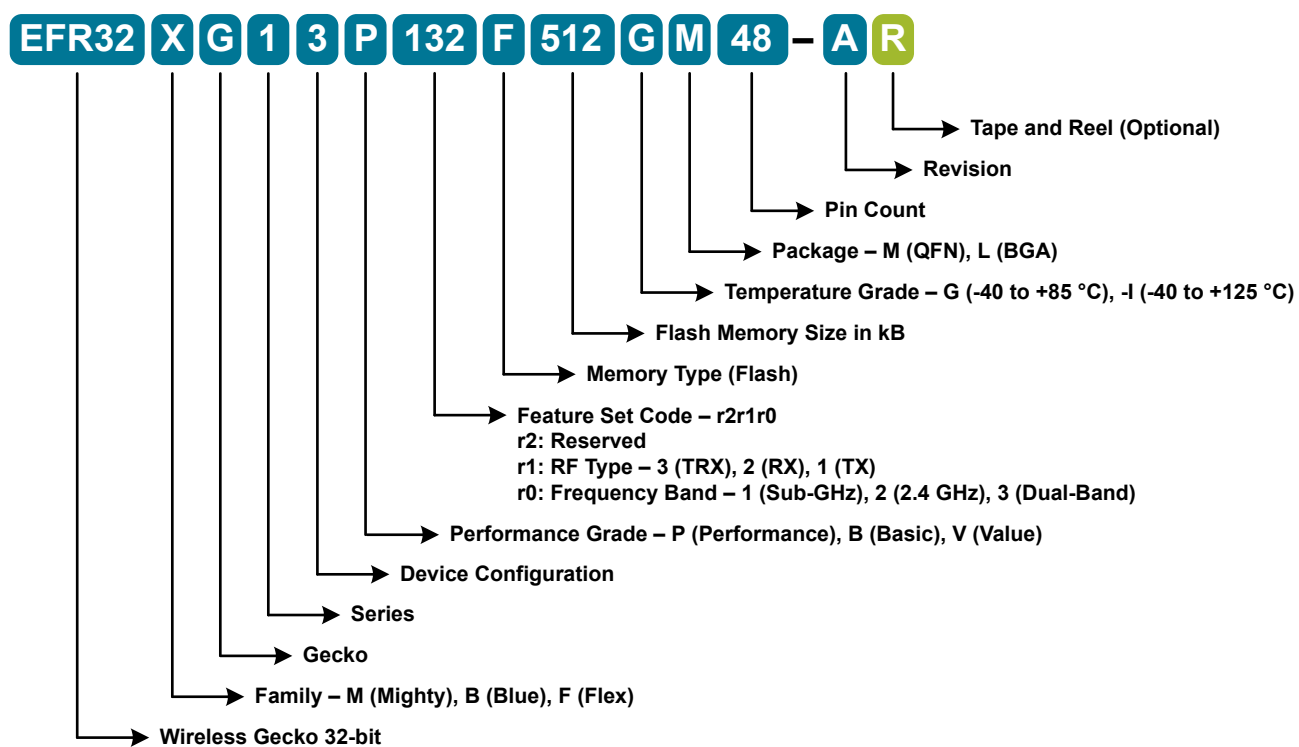 EFR32 X G 1 3 P 132 F 512 G M 48 – A R
Tape and Reel (Optional)
Revision
Pin Count
Package – M (QFN), L (BGA)
Temperature Grade – G (-40 to +85 °C), -I (-40 to +125 °C)
Flash Memory Size in kB
Memory Type (Flash)
Feature Set Code – r2r1r0
r2: Reserved
r1: RF Type – 3 (TRX), 2 (RX), 1 (TX)
r0: Frequency Band – 1 (Sub-GHz), 2 (2.4 GHz), 3 (Dual-Band)
Performance Grade – P (Performance), B (Basic), V (Value)
Device Configuration
Series
Gecko
Family – M (Mighty), B (Blue), F (Flex)
Wireless Gecko 32-bit